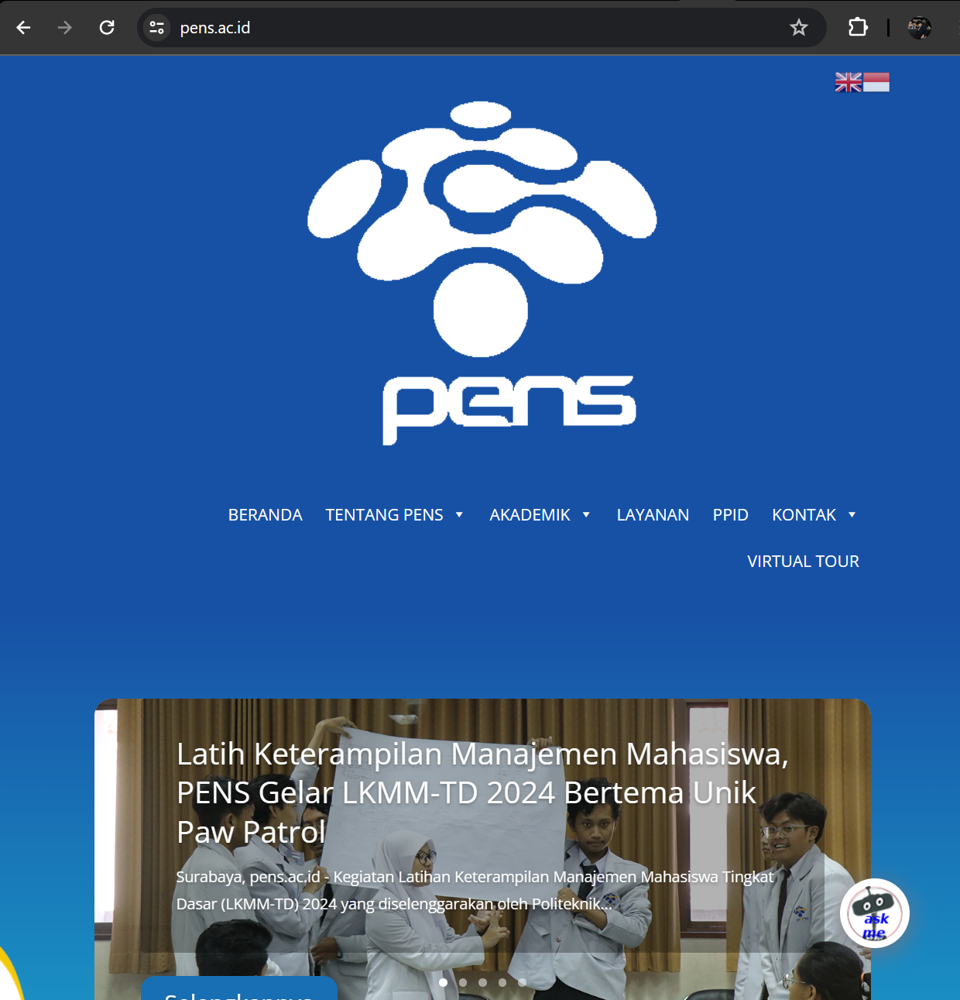 pens.ac.id
pens
BERANDA TENTANG PENS AKADEMIK LAYANAN PPID KONTAK
VIRTUAL TOUR
Latih Keterampilan Manajemen Mahasiswa,
PENS Gelar LKMM-TD 2024 Bertema Unik
Paw Patrol
Surabaya, pens.ac.id - Kegiatan Latihan Keterampilan Manajemen Mahasiswa Tingkat
Dasar (LKMM-TD) 2024 yang diselenggarakan oleh Politeknik...
ask
me
Selengkapnya